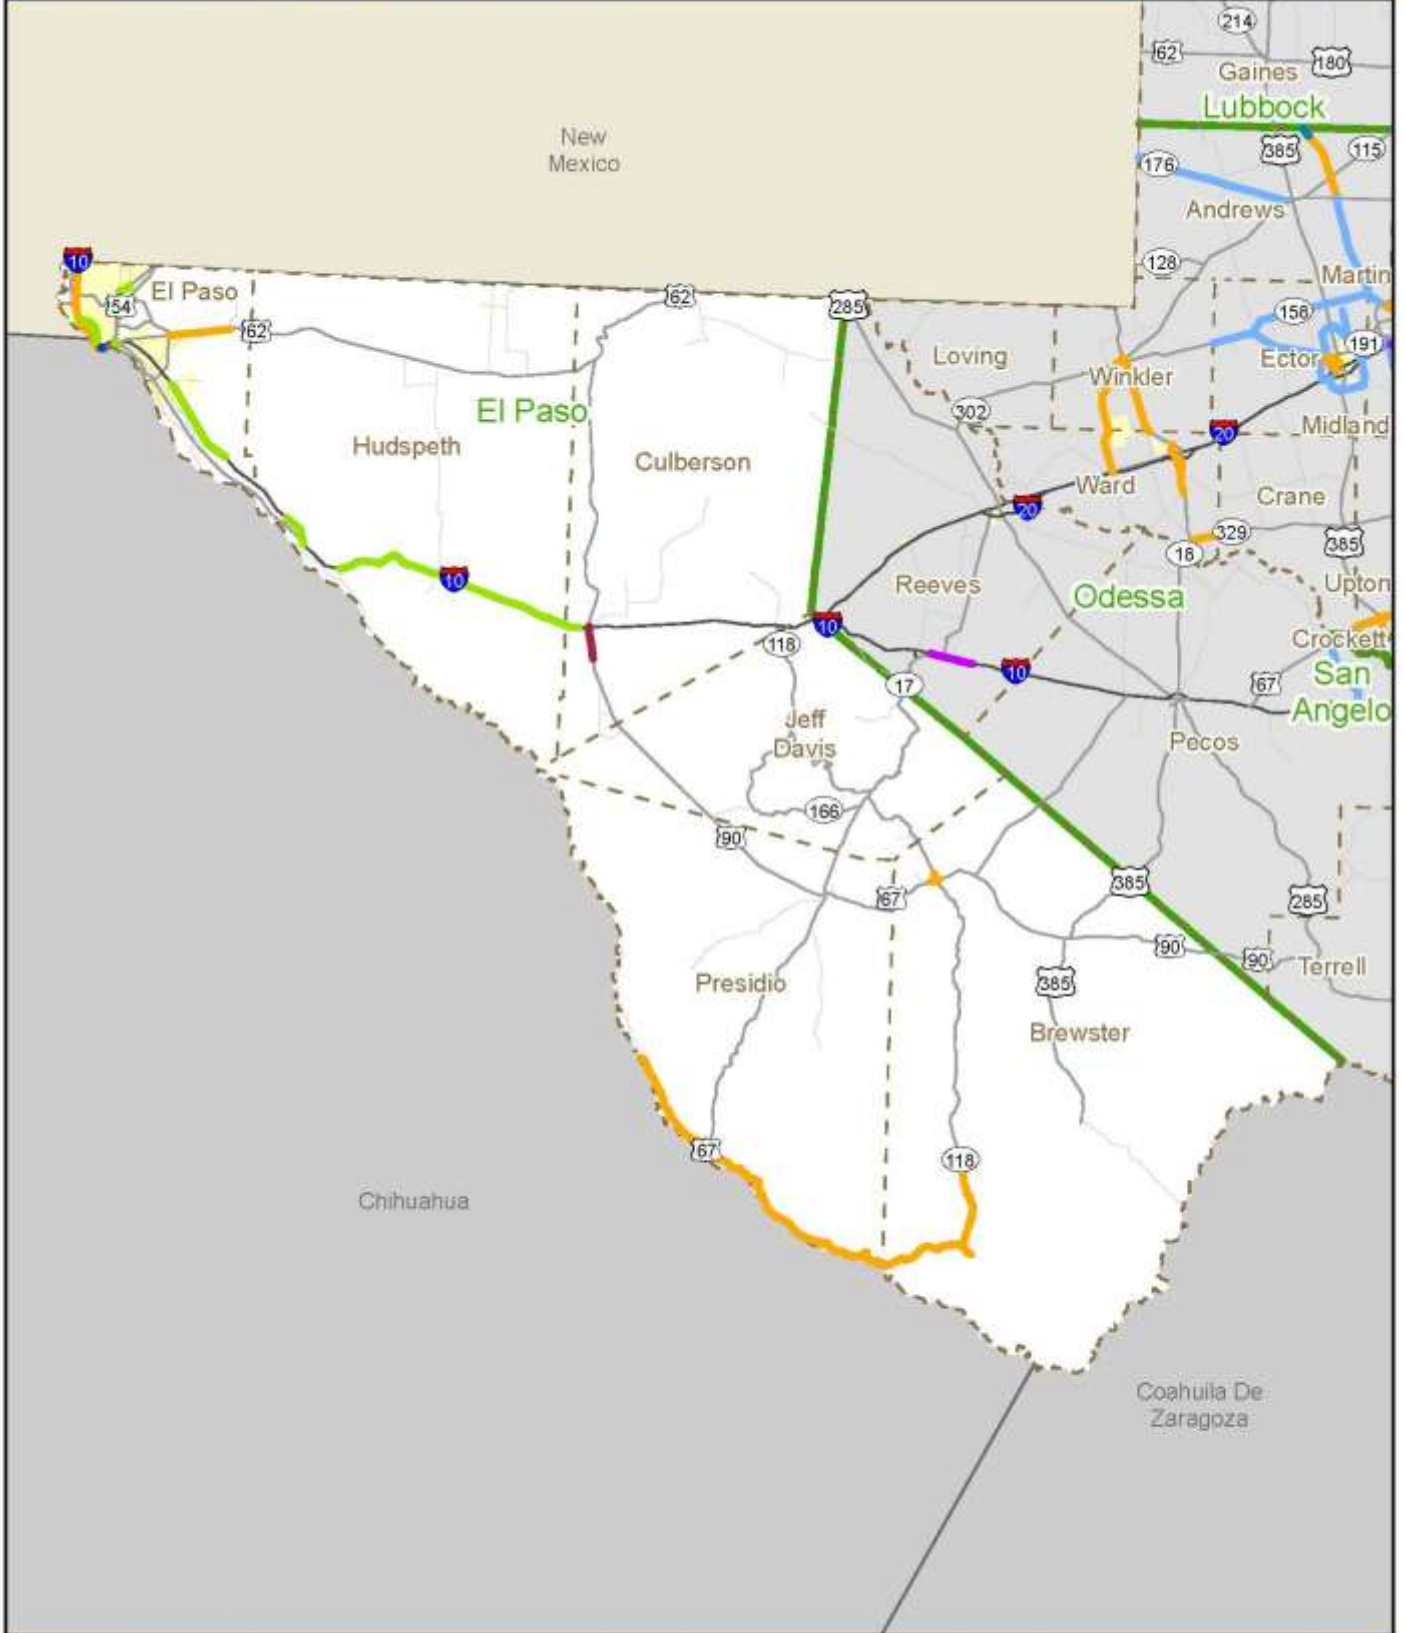 214
62
180
Gaines
Lubbock
New
Mexico
385
115
176
Andrews
10
128
Martin
El Paso
54
62
62
285
158
191
Loving
Ector
Winkler
El Paso
302
20
Midland
Hudspeth
Culberson
Ward
20
Crane
329
18
385
10
Reeves
Odessa
Upton
10
118
Crockett
10
17
67
San
Angelo
Jeff
Davis
Pecos
166
90
385
67
285
90
90
Terrell
Presidio
385
Brewster
67
118
Chihuahua
Coahuila De
Zaragoza